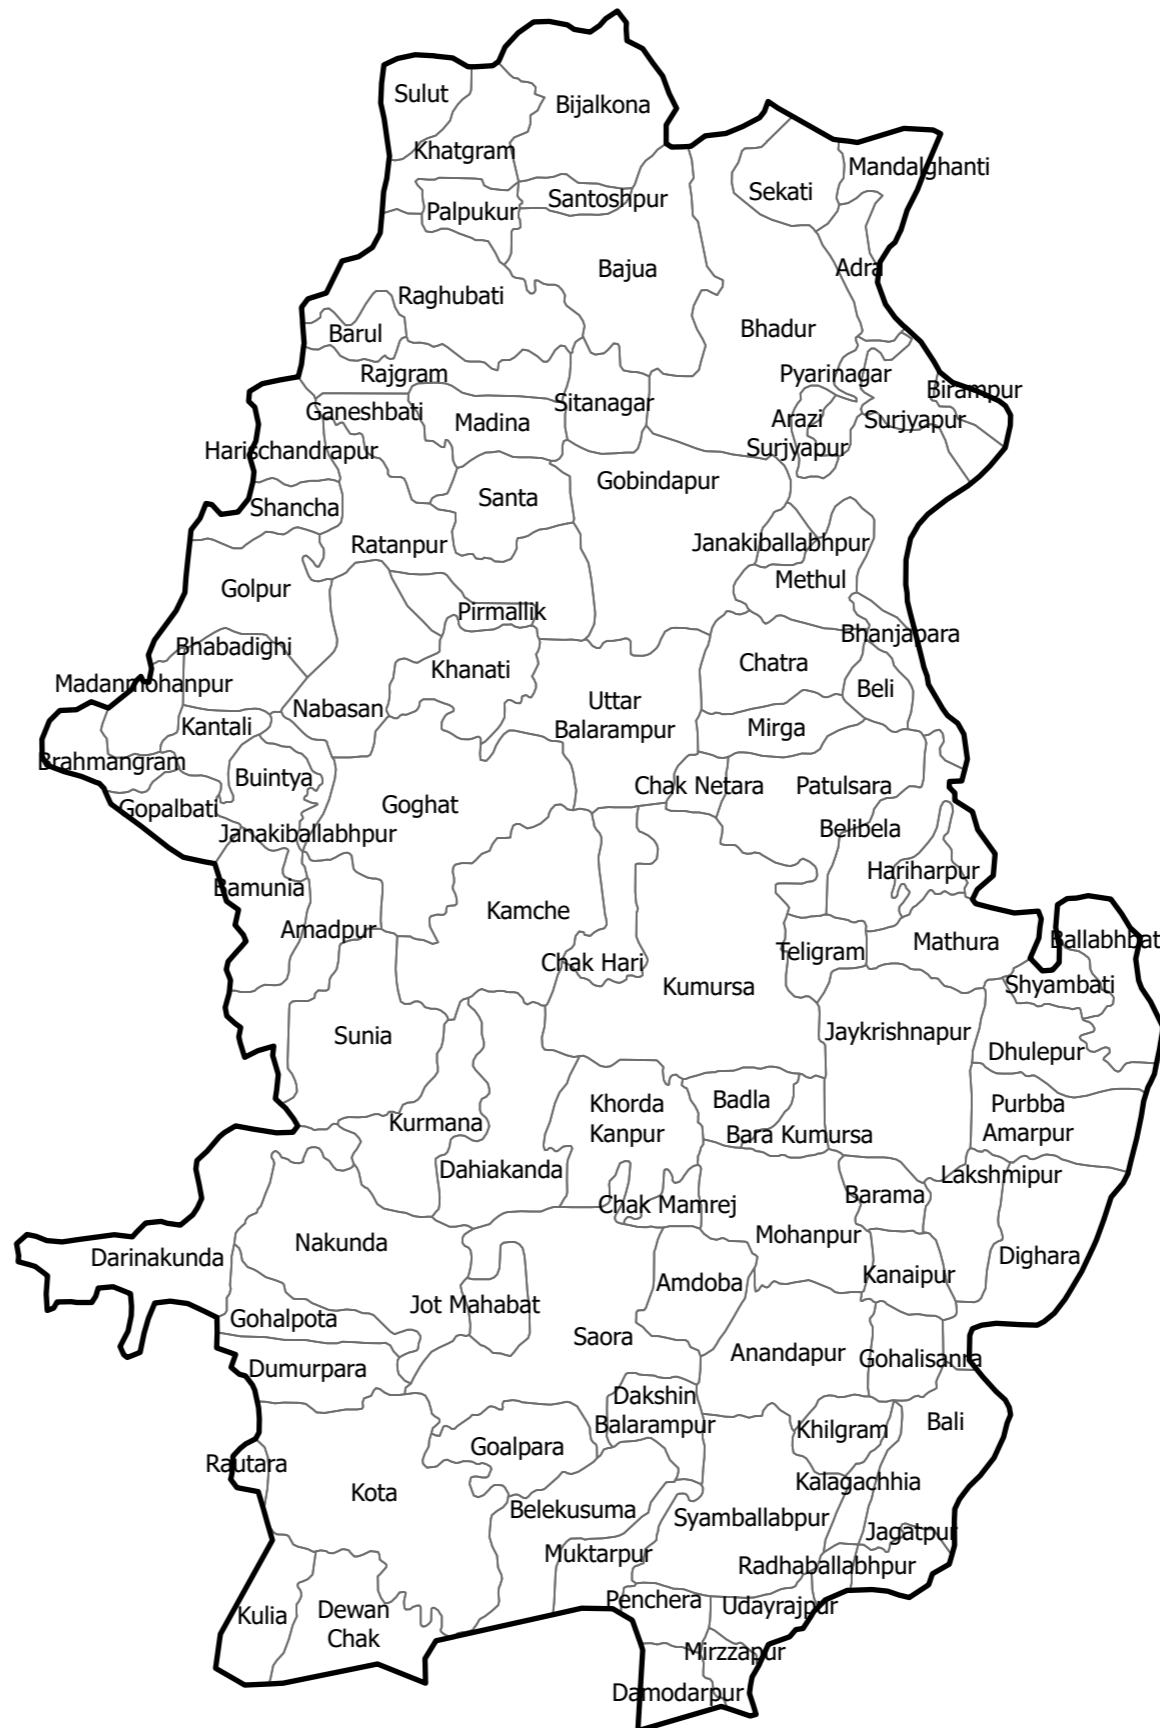 Sulut
Bijalkona
Khatgram
Mandalghanti
Sekati
Santoshpur
Palpukur
Adra
Bajua
Raghubati
Bhadur
Barul
Rajgram
Pyarinagar
Birampur
Sitanagar
Ganeshbati
Madina
Arazi
Surjyapur
Surjyapur
Harischandrapur
Gobindapur
Santa
Shancha
Janakiballabhpur
Ratanpur
Methul
Golpur
Pirmallik
Bhanjapara
Bhabadighi
Chatra
Khanati
Madanmohanpur
Beli
Uttar
Balarampur
Nabasan
Kantali
Mirga
Brahmangram
Buintya
Chak Netara
Patulsara
Goghat
Gopalbati
Janakiballabhpur
Belibela
Hariharpur
Bamunia
Kamche
Amadpur
Mathura
Ballabhbati
Teligram
Chak Hari
Kumursa
Shyambati
Sunia
Jaykrishnapur
Dhulepur
Badla
Khorda
Kanpur
Purbba
Amarpur
Kurmana
Bara Kumursa
Dahiakanda
Lakshmipur
Barama
Chak Mamrej
Mohanpur
Nakunda
Darinakunda
Dighara
Kanaipur
Amdoba
Jot Mahabat
Gohalpota
Saora
Anandapur
Gohalisanra
Dumurpara
Dakshin
Balarampur
Bali
Khilgram
Goalpara
Rautara
Kalagachhia
Kota
Belekusuma
Syamballabpur
Jagatpur
Muktarpur
Radhaballabhpur
Penchera
Udayrajpur
Kulia
Dewan
Chak
Mirzzapur
Damodarpur